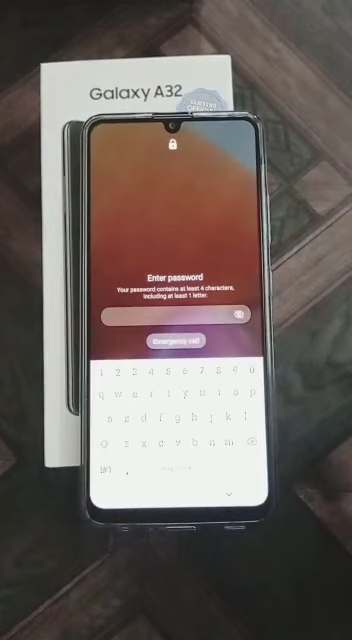 Galaxy A32
Enter password
Your password contains at least 4 characters,
including at least 1 letter.
Emergency call
1 2 3 4 5 6 7 8 9 0
q w e r t y u i o p
a s d f g h j k l
z x c v b n m
!#1 ,